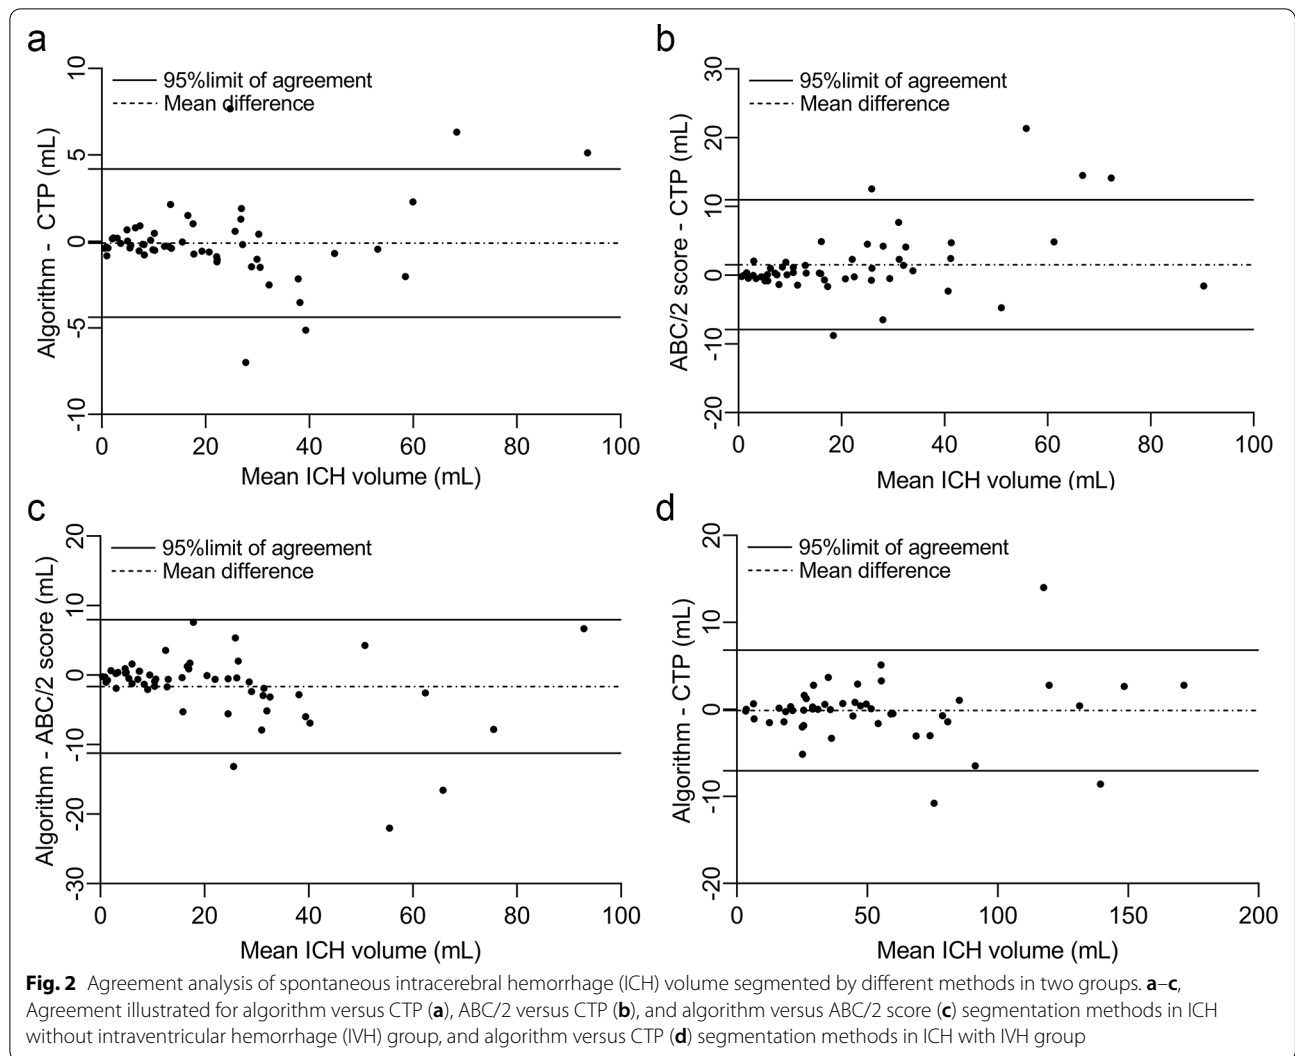 a
10
5
0
-5
-10
Algorithm - CTP (mL)
95%limit of agreement
Mean difference
0 20 40 60 80 100
Mean ICH volume (mL)
b
30
20
10
0
-10
-20
ABC/2 score - CTP (mL)
95%limit of agreement
Mean difference
0 20 40 60 80 100
Mean ICH volume (mL)
c
20
10
0
-10
-20
-30
Algorithm - ABC/2 score (mL)
95%limit of agreement
Mean difference
0 20 40 60 80 100
Mean ICH volume (mL)
d
20
10
0
-10
-20
Algorithm - CTP (mL)
95%limit of agreement
Mean difference
0 50 100 150 200
Mean ICH volume (mL)
Fig. 2 Agreement analysis of spontaneous intracerebral hemorrhage (ICH) volume segmented by different methods in two groups. a–c,
Agreement illustrated for algorithm versus CTP (a), ABC/2 versus CTP (b), and algorithm versus ABC/2 score (c) segmentation methods in ICH
without intraventricular hemorrhage (IVH) group, and algorithm versus CTP (d) segmentation methods in ICH with IVH group